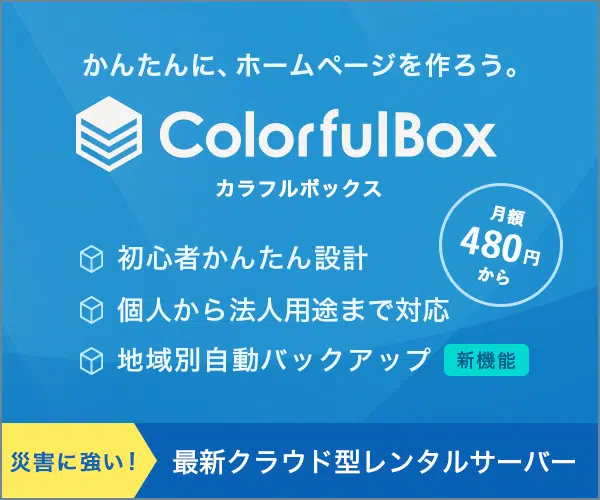 かんたんに、ホームページを作ろう。
ColorfulBox
カラフルボックス
月額
480円
から
初心者かんたん設計
個人から法人用途まで対応
地域別自動バックアップ 新機能
災害に強い! 最新クラウド型レンタルサーバー